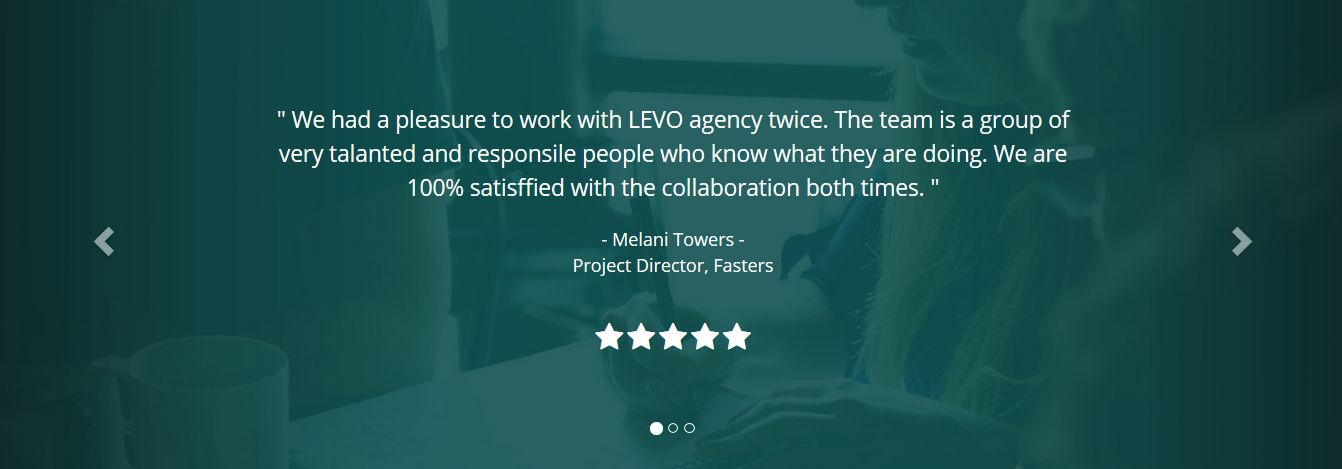 " We had a pleasure to work with LEVO agency twice. The team is a group of
very talanted and responsile people who know what they are doing. We are
100% satisffied with the collaboration both times. "
- Melani Towers -
Project Director, Fasters